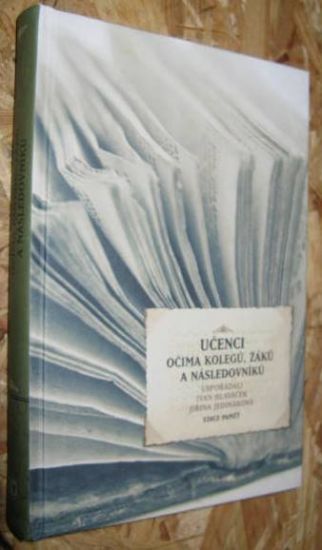 UČENCI
OČIMA KOLEGŮ, ŽÁKŮ
A NÁSLEDOVNÍKŮ
USPOŘÁDALI
IVAN HLAVÁČEK
JIŘINA JEDINÁKOVÁ
EDICE PAMĚŤ
A NÁSLEDOVNÍKŮ